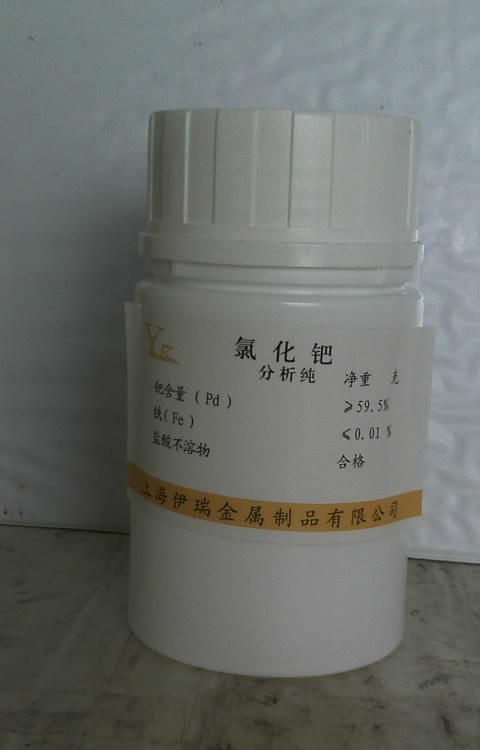 氯化钯
分析纯 净重 克
钯含量 ( Pd ) ≥59.5%
铁( Fe ) ≤0.01 %
盐酸不溶物 合格
上海伊瑞金属制品有限公司